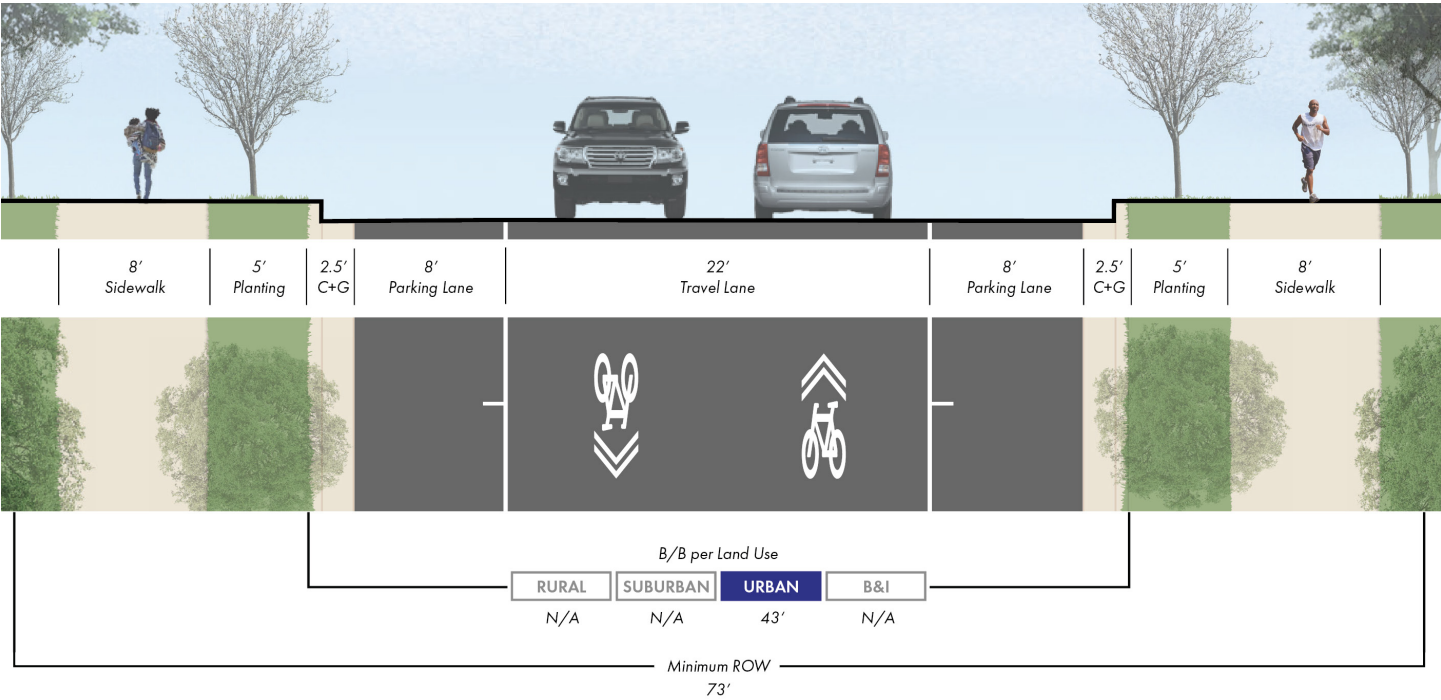 8’ 5’ 2.5’ 8’ 22’ 8’ 2.5’ 5’ 8’
Sidewalk Planting C+G Parking Lane Travel Lane Parking Lane C+G Planting Sidewalk
B/B per Land Use
RURAL SUBURBAN URBAN B&I
N/A N/A 43’ N/A
Minimum ROW
73’